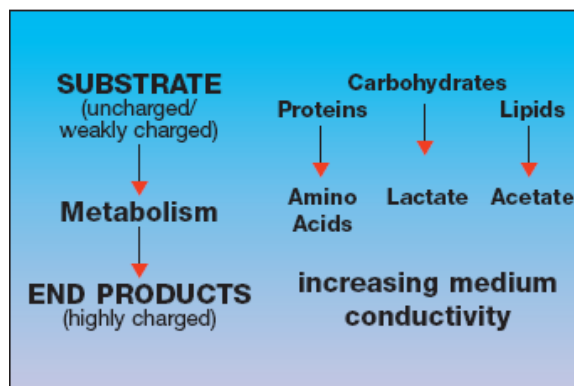 SUBSTRATE
(uncharged/
weakly charged)
Metabolism
END PRODUCTS
(highly charged)
Carbohydrates
Proteins
Lipids
Amino
Acids
Lactate
Acetate
increasing medium
conductivity